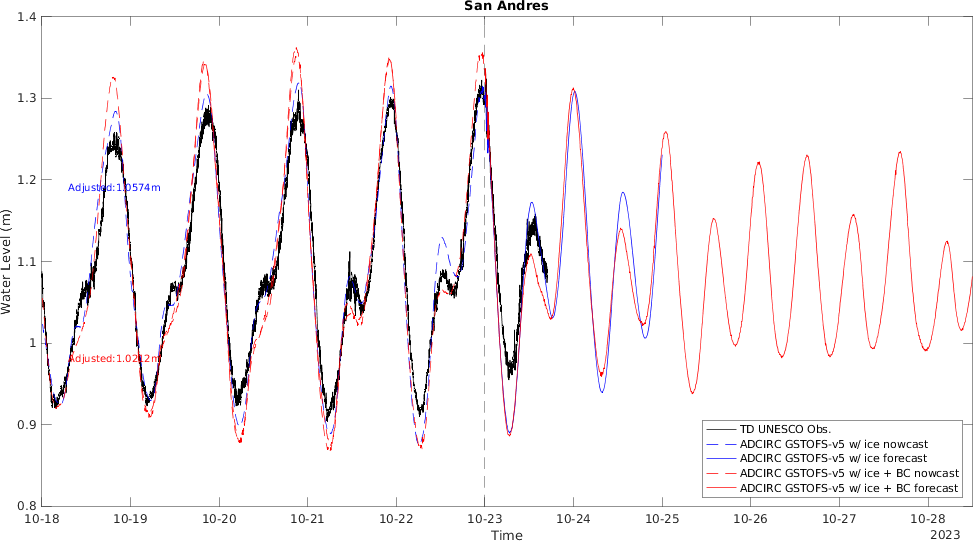 San Andres
Water Level (m)
1.4
1.3
1.2
1.1
1
0.9
0.8
Adjusted:1.0574m
Adjusted:1.0212m
TD UNESCO Obs.
ADCIRC GSTOFS-v5 w/ ice nowcast
ADCIRC GSTOFS-v5 w/ ice forecast
ADCIRC GSTOFS-v5 w/ ice + BC nowcast
ADCIRC GSTOFS-v5 w/ ice + BC forecast
10-18 10-19 10-20 10-21 10-22 10-23 10-24 10-25 10-26 10-27 10-28
Time
2023